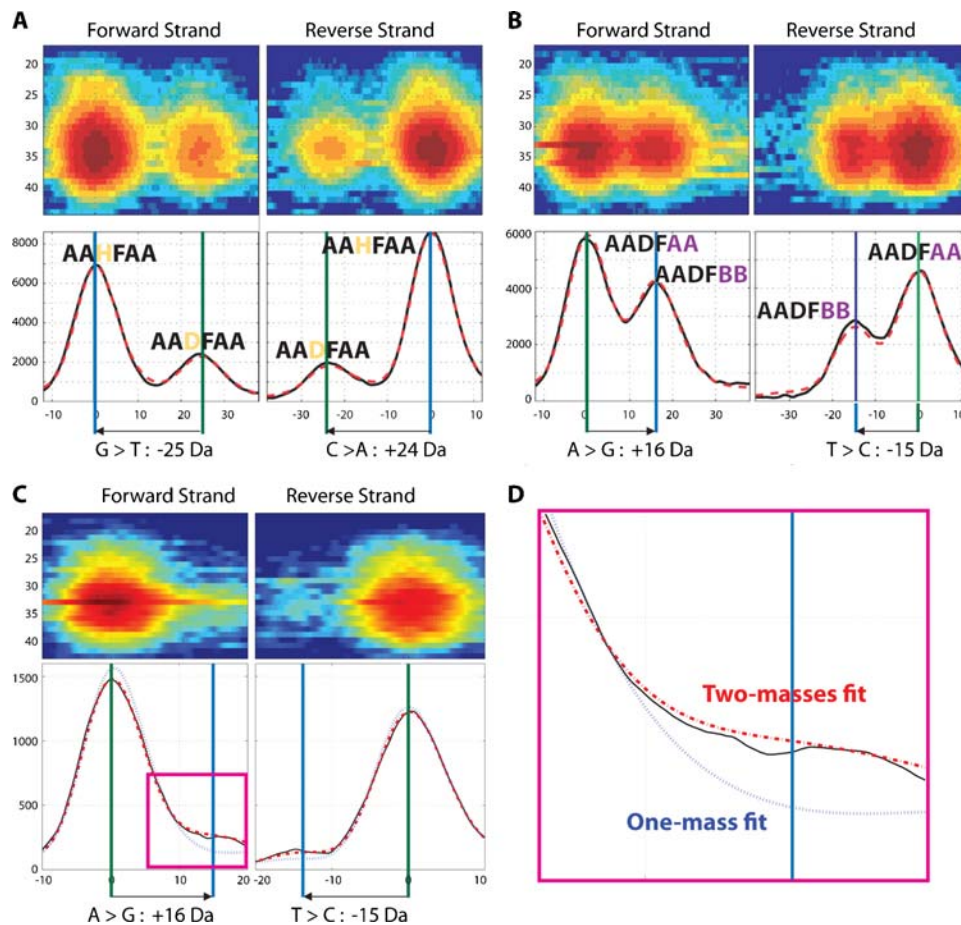 A
Forward Strand Reverse Strand
20
25
30
35
40
8000
6000
4000
2000
0
AAHFAA
AADFAA
AAHFAA
AADFAA
-10 0 10 20 30
-30 -20 -10 0 10
G > T : -25 Da
C >A : +24 Da
B
Forward Strand Reverse Strand
20
25
30
35
40
6000
4000
2000
0
AADFAA
AADFBB
AADFAA
AADFBB
-10 0 10 20 30
-30 -20 -10 0 10
A > G : +16 Da
T > C : -15 Da
C
Forward Strand Reverse Strand
20
25
30
35
40
1500
1000
500
0
-10 0 10 20
-20 -10 0 10
A > G : +16 Da
T > C : -15 Da
D
Two-masses fit
One-mass fit